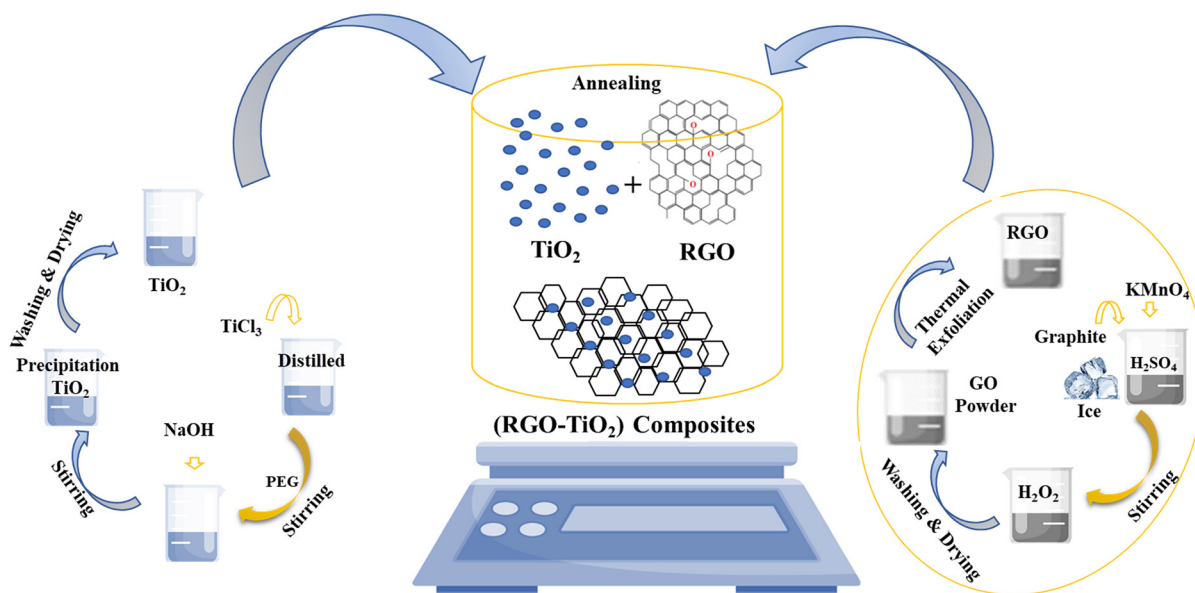 Annealing
O
O
O
+
TiO₂
RGO
(RGO-TiO₂) Composites
TiCl₃
Distilled
PEG
Stirring
NaOH
Stirring
Precipitation
TiO₂
Washing & Drying
TiO₂
KMnO₄
Graphite
H₂SO₄
Ice
Stirring
H₂O₂
Washing & Drying
GO
Powder
Thermal
Exfoliation
RGO